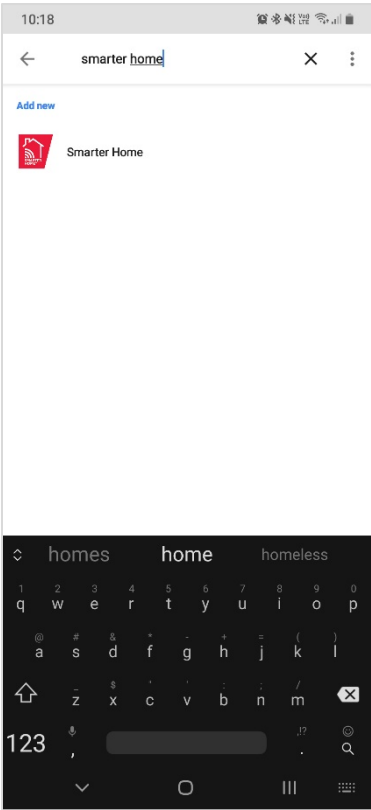 10:18
smarter home
Add new
Smarter Home
homes home homeless
1 2 3 4 5 6 7 8 9 0
q w e r t y u i o p
@ # & * - + = ( )
a s d f g h j k l
_ $ " ' : ; /
z x c v b n m
123 , . ,!?